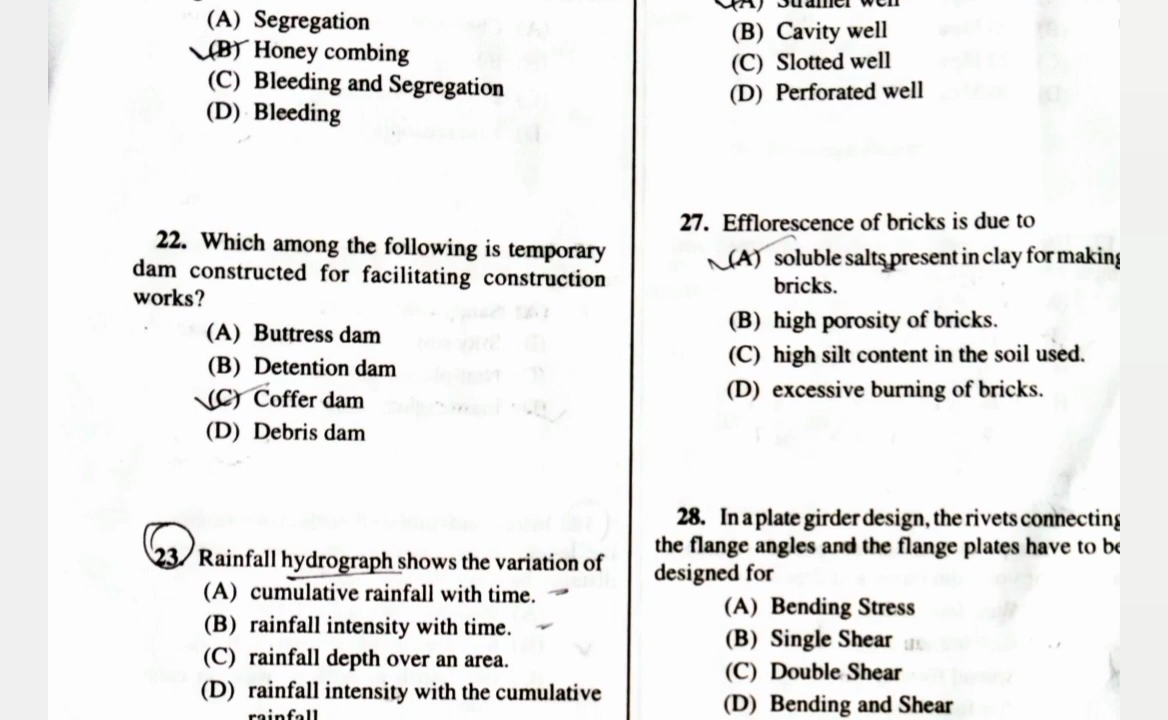 (A) Segregation
(B) Honey combing
(C) Bleeding and Segregation
(D) Bleeding
22. Which among the following is temporary
dam constructed for facilitating construction
works?
(A) Buttress dam
(B) Detention dam
(C) Coffer dam
(D) Debris dam
23. Rainfall hydrograph shows the variation of
(A) cumulative rainfall with time.
(B) rainfall intensity with time.
(C) rainfall depth over an area.
(D) rainfall intensity with the cumulative
rainfall
(A) Strainer well
(B) Cavity well
(C) Slotted well
(D) Perforated well
27. Efflorescence of bricks is due to
(A) soluble salts present in clay for making
bricks.
(B) high porosity of bricks.
(C) high silt content in the soil used.
(D) excessive burning of bricks.
28. In a plate girder design, the rivets connecting
the flange angles and the flange plates have to be
designed for
(A) Bending Stress
(B) Single Shear
(C) Double Shear
(D) Bending and Shear